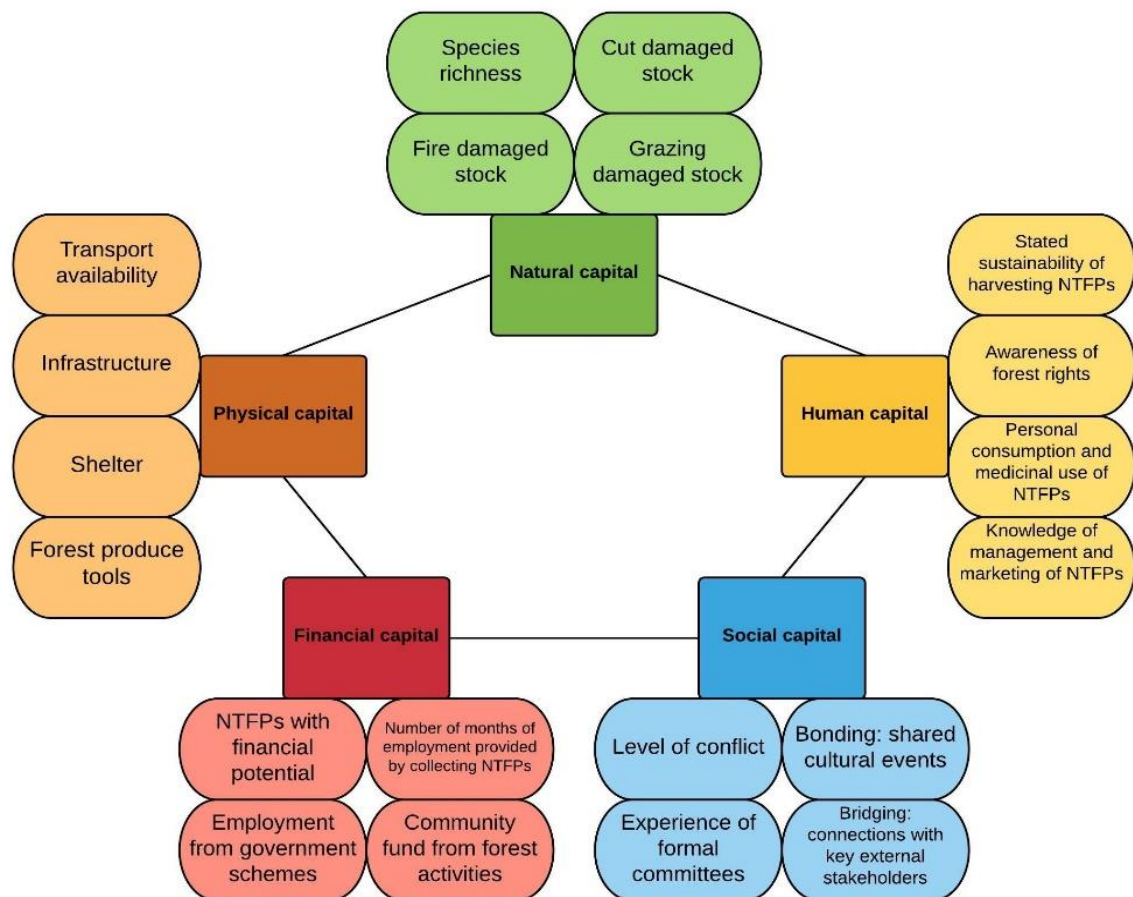 Species
richness
Cut damaged
stock
Fire damaged
stock
Grazing
damaged stock
Natural capital
Transport
availability
Infrastructure
Shelter
Forest produce
tools
Physical capital
Human capital
Stated
sustainability of
harvesting NTFPs
Awareness of
forest rights
Personal
consumption and
medicinal use of
NTFPs
Knowledge of
management and
marketing of NTFPs
Financial capital
NTFPs with
financial
potential
Number of months of
employment provided
by collecting NTFPs
Employment
from government
schemes
Community
fund from forest
activities
Social capital
Level of conflict
Bonding: shared
cultural events
Experience of
formal
committees
Bridging:
connections with
key external
stakeholders